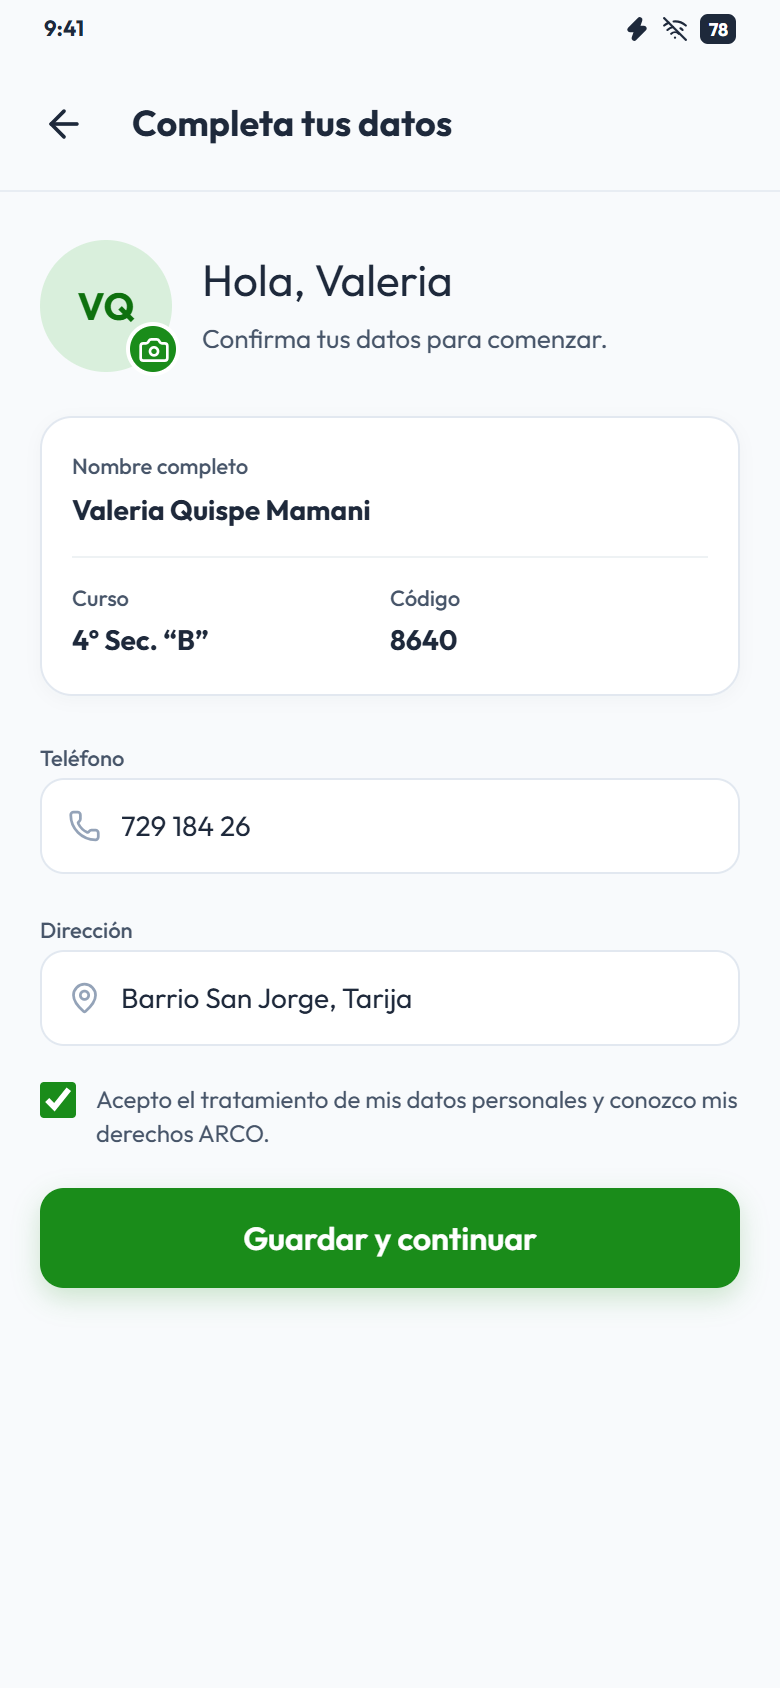 9:41
78
Completa tus datos
VQ
Hola, Valeria
Confirma tus datos para comenzar.
Nombre completo
Valeria Quispe Mamani
Curso
Código
4° Sec. “B”
8640
Teléfono
729 184 26
Dirección
Barrio San Jorge, Tarija
Acepto el tratamiento de mis datos personales y conozco mis
derechos ARCO.
Guardar y continuar